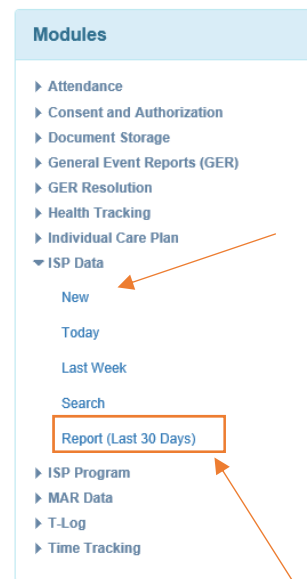 Modules
Attendance
Consent and Authorization
Document Storage
General Event Reports (GER)
GER Resolution
Health Tracking
Individual Care Plan
ISP Data
New
Today
Last Week
Search
Report (Last 30 Days)
ISP Program
MAR Data
T-Log
Time Tracking